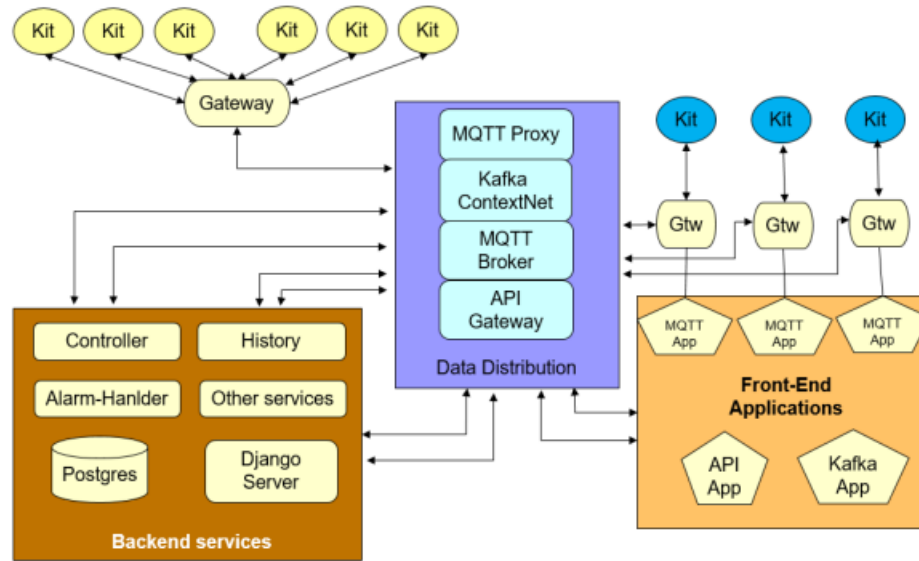 Kit
Kit
Kit
Kit
Kit
Kit
Gateway
MQTT Proxy
Kafka
ContextNet
MQTT
Broker
API
Gateway
Data Distribution
Kit
Kit
Kit
Gtw
Gtw
Gtw
MQTT
App
MQTT
App
MQTT
App
Front-End
Applications
API
App
Kafka
App
Controller
History
Alarm-Hanlder
Other services
Postgres
Django
Server
Backend services